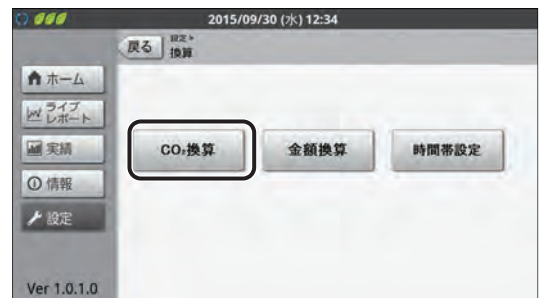 2015/09/30 (水) 12:34
戻る
設定▶
換算
ホーム
ライブ
レポート
実績
情報
設定
CO₂換算
金額換算
時間帯設定
Ver 1.0.1.0